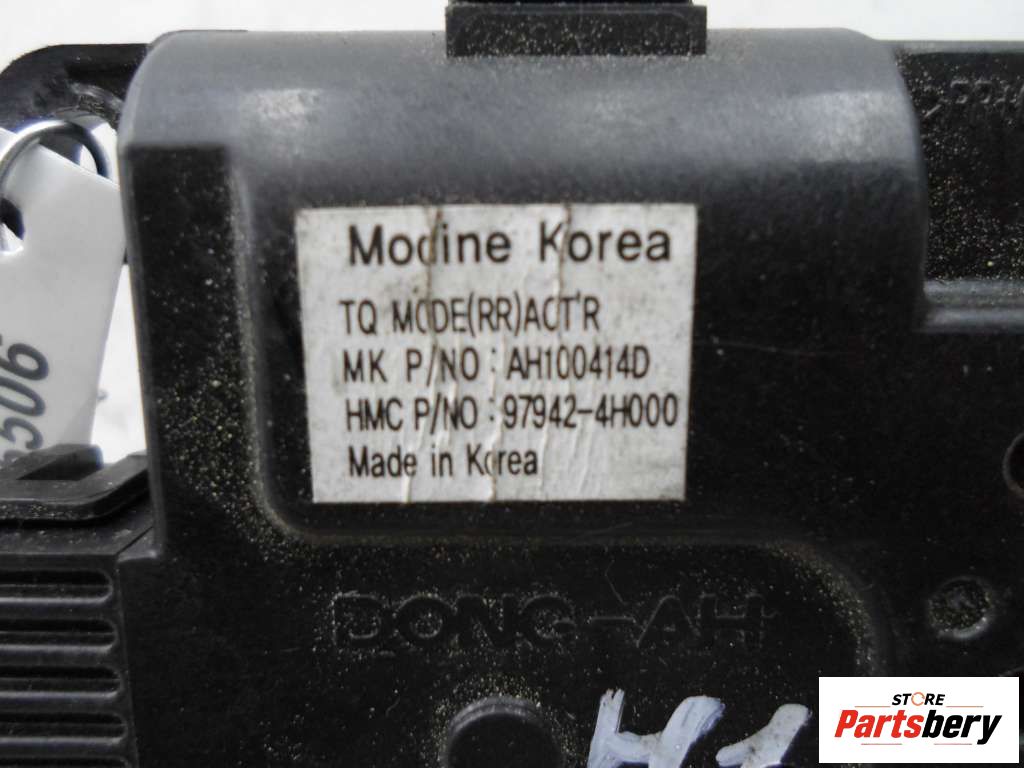 Modine Korea
TQ MODE(RR)ACT'R
MK P/NO : AH100414D
HMC P/NO : 97942-4H000
Made in Korea
DONG-AH
5506
STORE
Partsbery